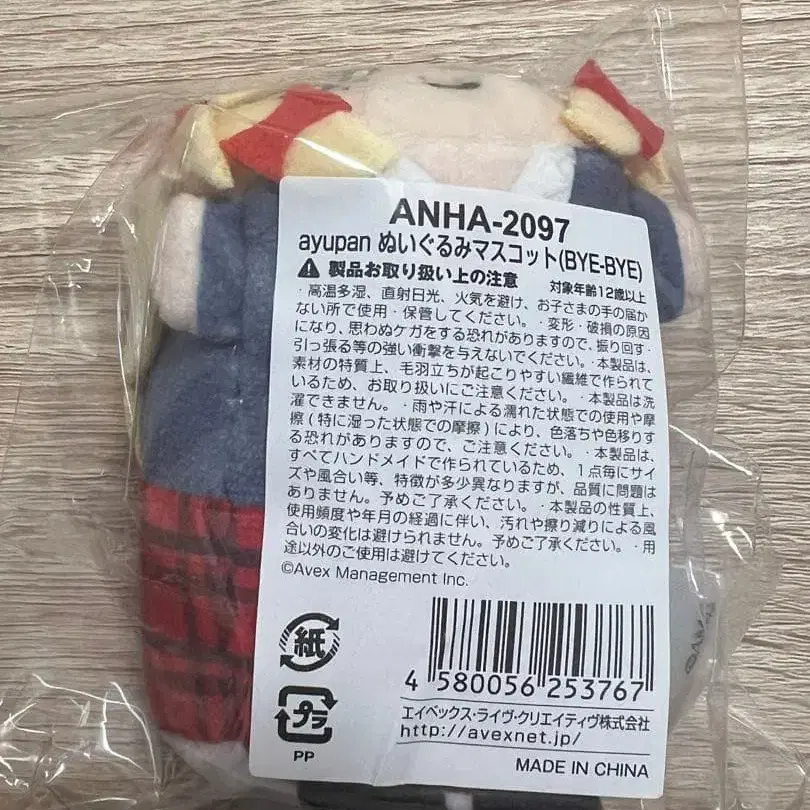 ANHA-2097
ayupan ぬいぐるみマスコット(BYE-BYE)
⚠ 製品お取り扱い上の注意 対象年齢12歳以上
・高温多湿、直射日光、火気を避け、お子さまの手の届か
ない所で使用・保管してください。・変形・破損の原因
になり、思わぬケガをする恐れがありますので、振り回す・
引っ張る等の強い衝撃を与えないでください。・本製品は、
素材の特質上、毛羽立ちが起こりやすい繊維で作られて
いるため、お取り扱いにご注意ください。・本製品は洗
濯できません。・雨や汗による濡れた状態での使用や摩
擦(特に湿った状態での摩擦)により、色落ちや色移りす
る恐れがありますので、ご注意ください。・本製品は、
すべてハンドメイドで作られているため、1点毎にサイ
ズや風合い等、特徴が多少異なりますが、品質に問題は
ありません。予めご了承ください。・本製品の性質上、
使用頻度や年月の経過に伴い、汚れや擦り減りによる風
合いの変化は避けられません。予めご了承ください。・用
途以外のご使用は避けてください。
©Avex Management Inc.
紙
プラ
PP
4 580056 253767
エイベックス・ライヴ・クリエイティヴ株式会社
http://avexnet.jp/
MADE IN CHINA